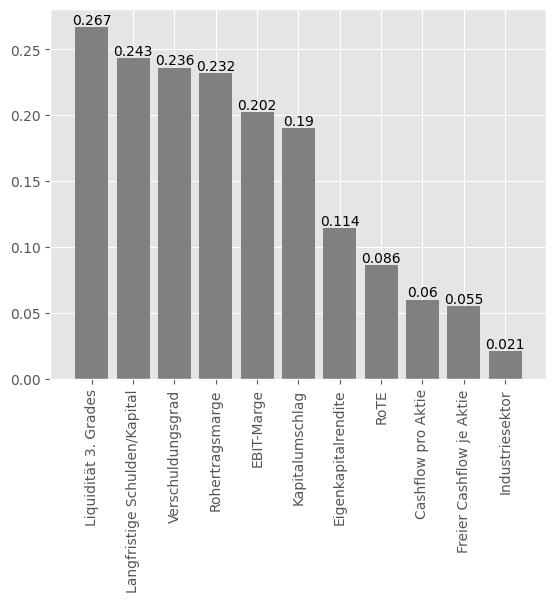 0.267
0.243
0.236
0.232
0.202
0.19
0.114
0.086
0.06
0.055
0.021
0.25
0.20
0.15
0.10
0.05
0.00
Liquidität 3. Grades
Langfristige Schulden/Kapital
Verschuldungsgrad
Rohertragsmarge
EBIT-Marge
Kapitalumschlag
Eigenkapitalrendite
RoTE
Cashflow pro Aktie
Freier Cashflow je Aktie
Industriesektor